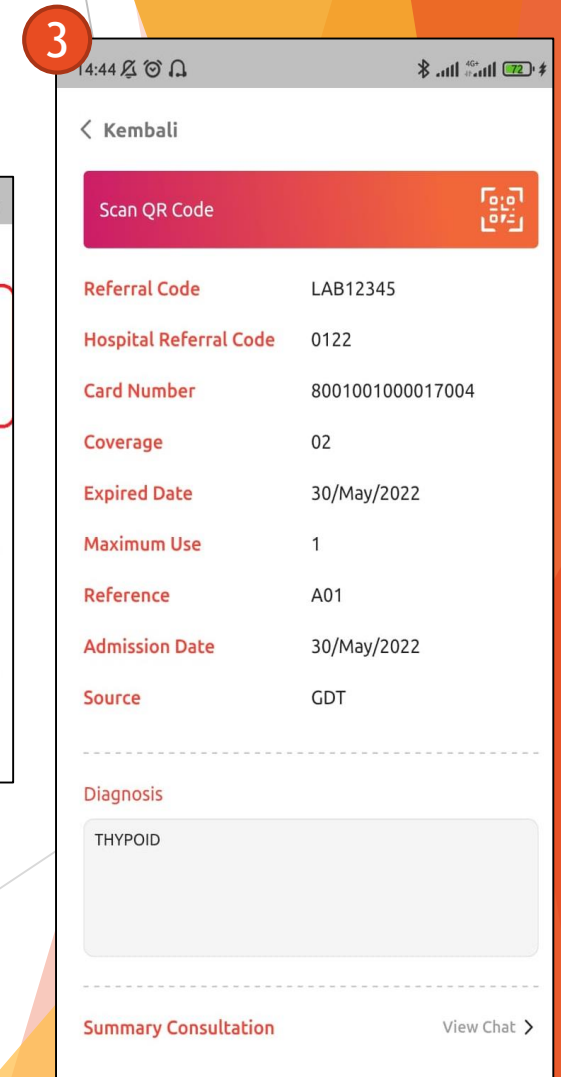 3
14:44 4G+ 72
Kembali
Scan QR Code
Referral Code LAB12345
Hospital Referral Code 0122
Card Number 8001001000017004
Coverage 02
Expired Date 30/May/2022
Maximum Use 1
Reference A01
Admission Date 30/May/2022
Source GDT
Diagnosis
THYPOID
Summary Consultation View Chat